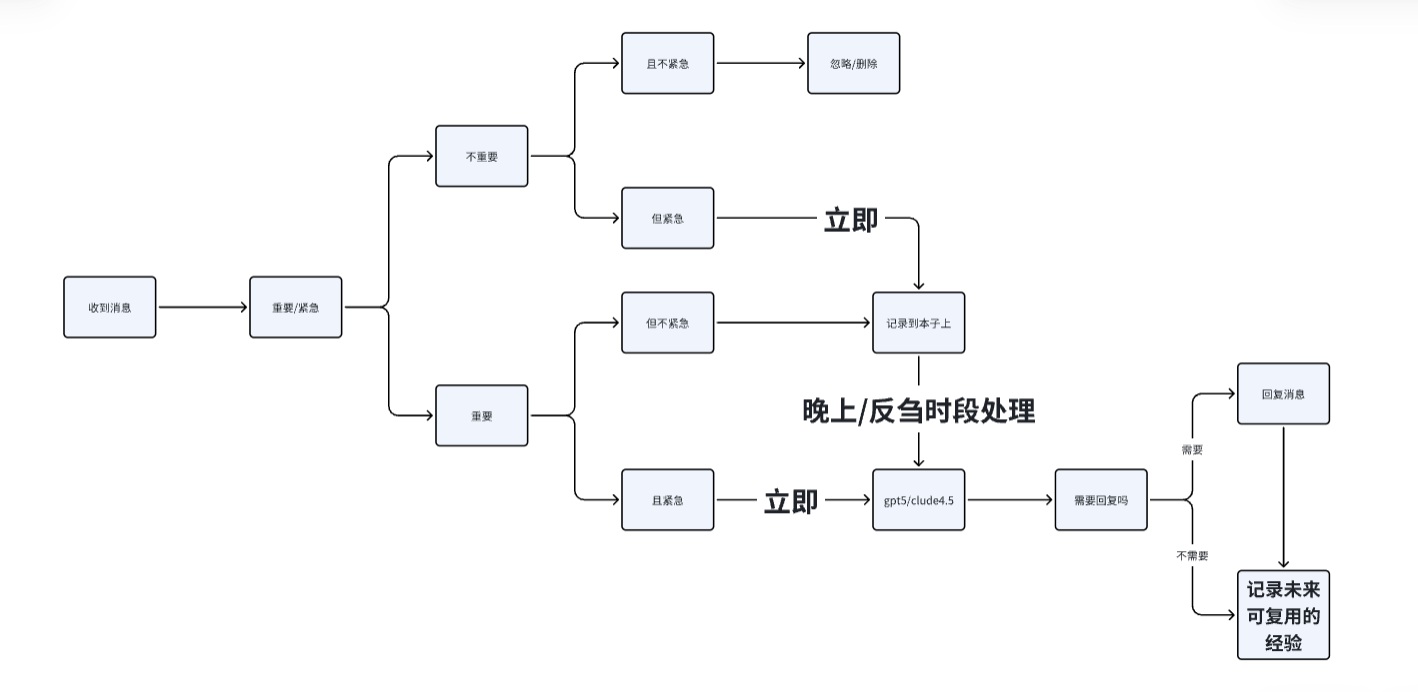 且不紧急
忽略/删除
不重要
但紧急
立即
收到消息
重要/紧急
但不紧急
记录到本子上
重要
晚上/反刍时段处理
回复消息
需要
且紧急
立即
gpt5/clude4.5
需要回复吗
不需要
记录未来
可复用的
经验